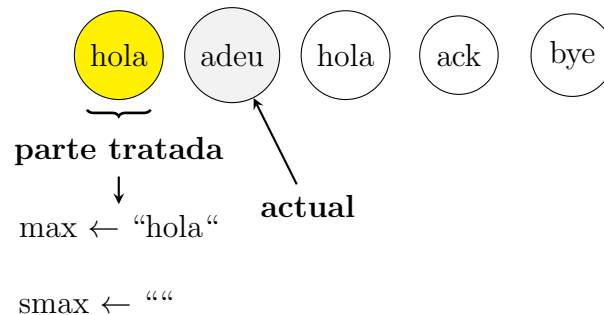 hola adeu hola ack bye
parte tratada
actual
max ← “hola“
smax ← ““